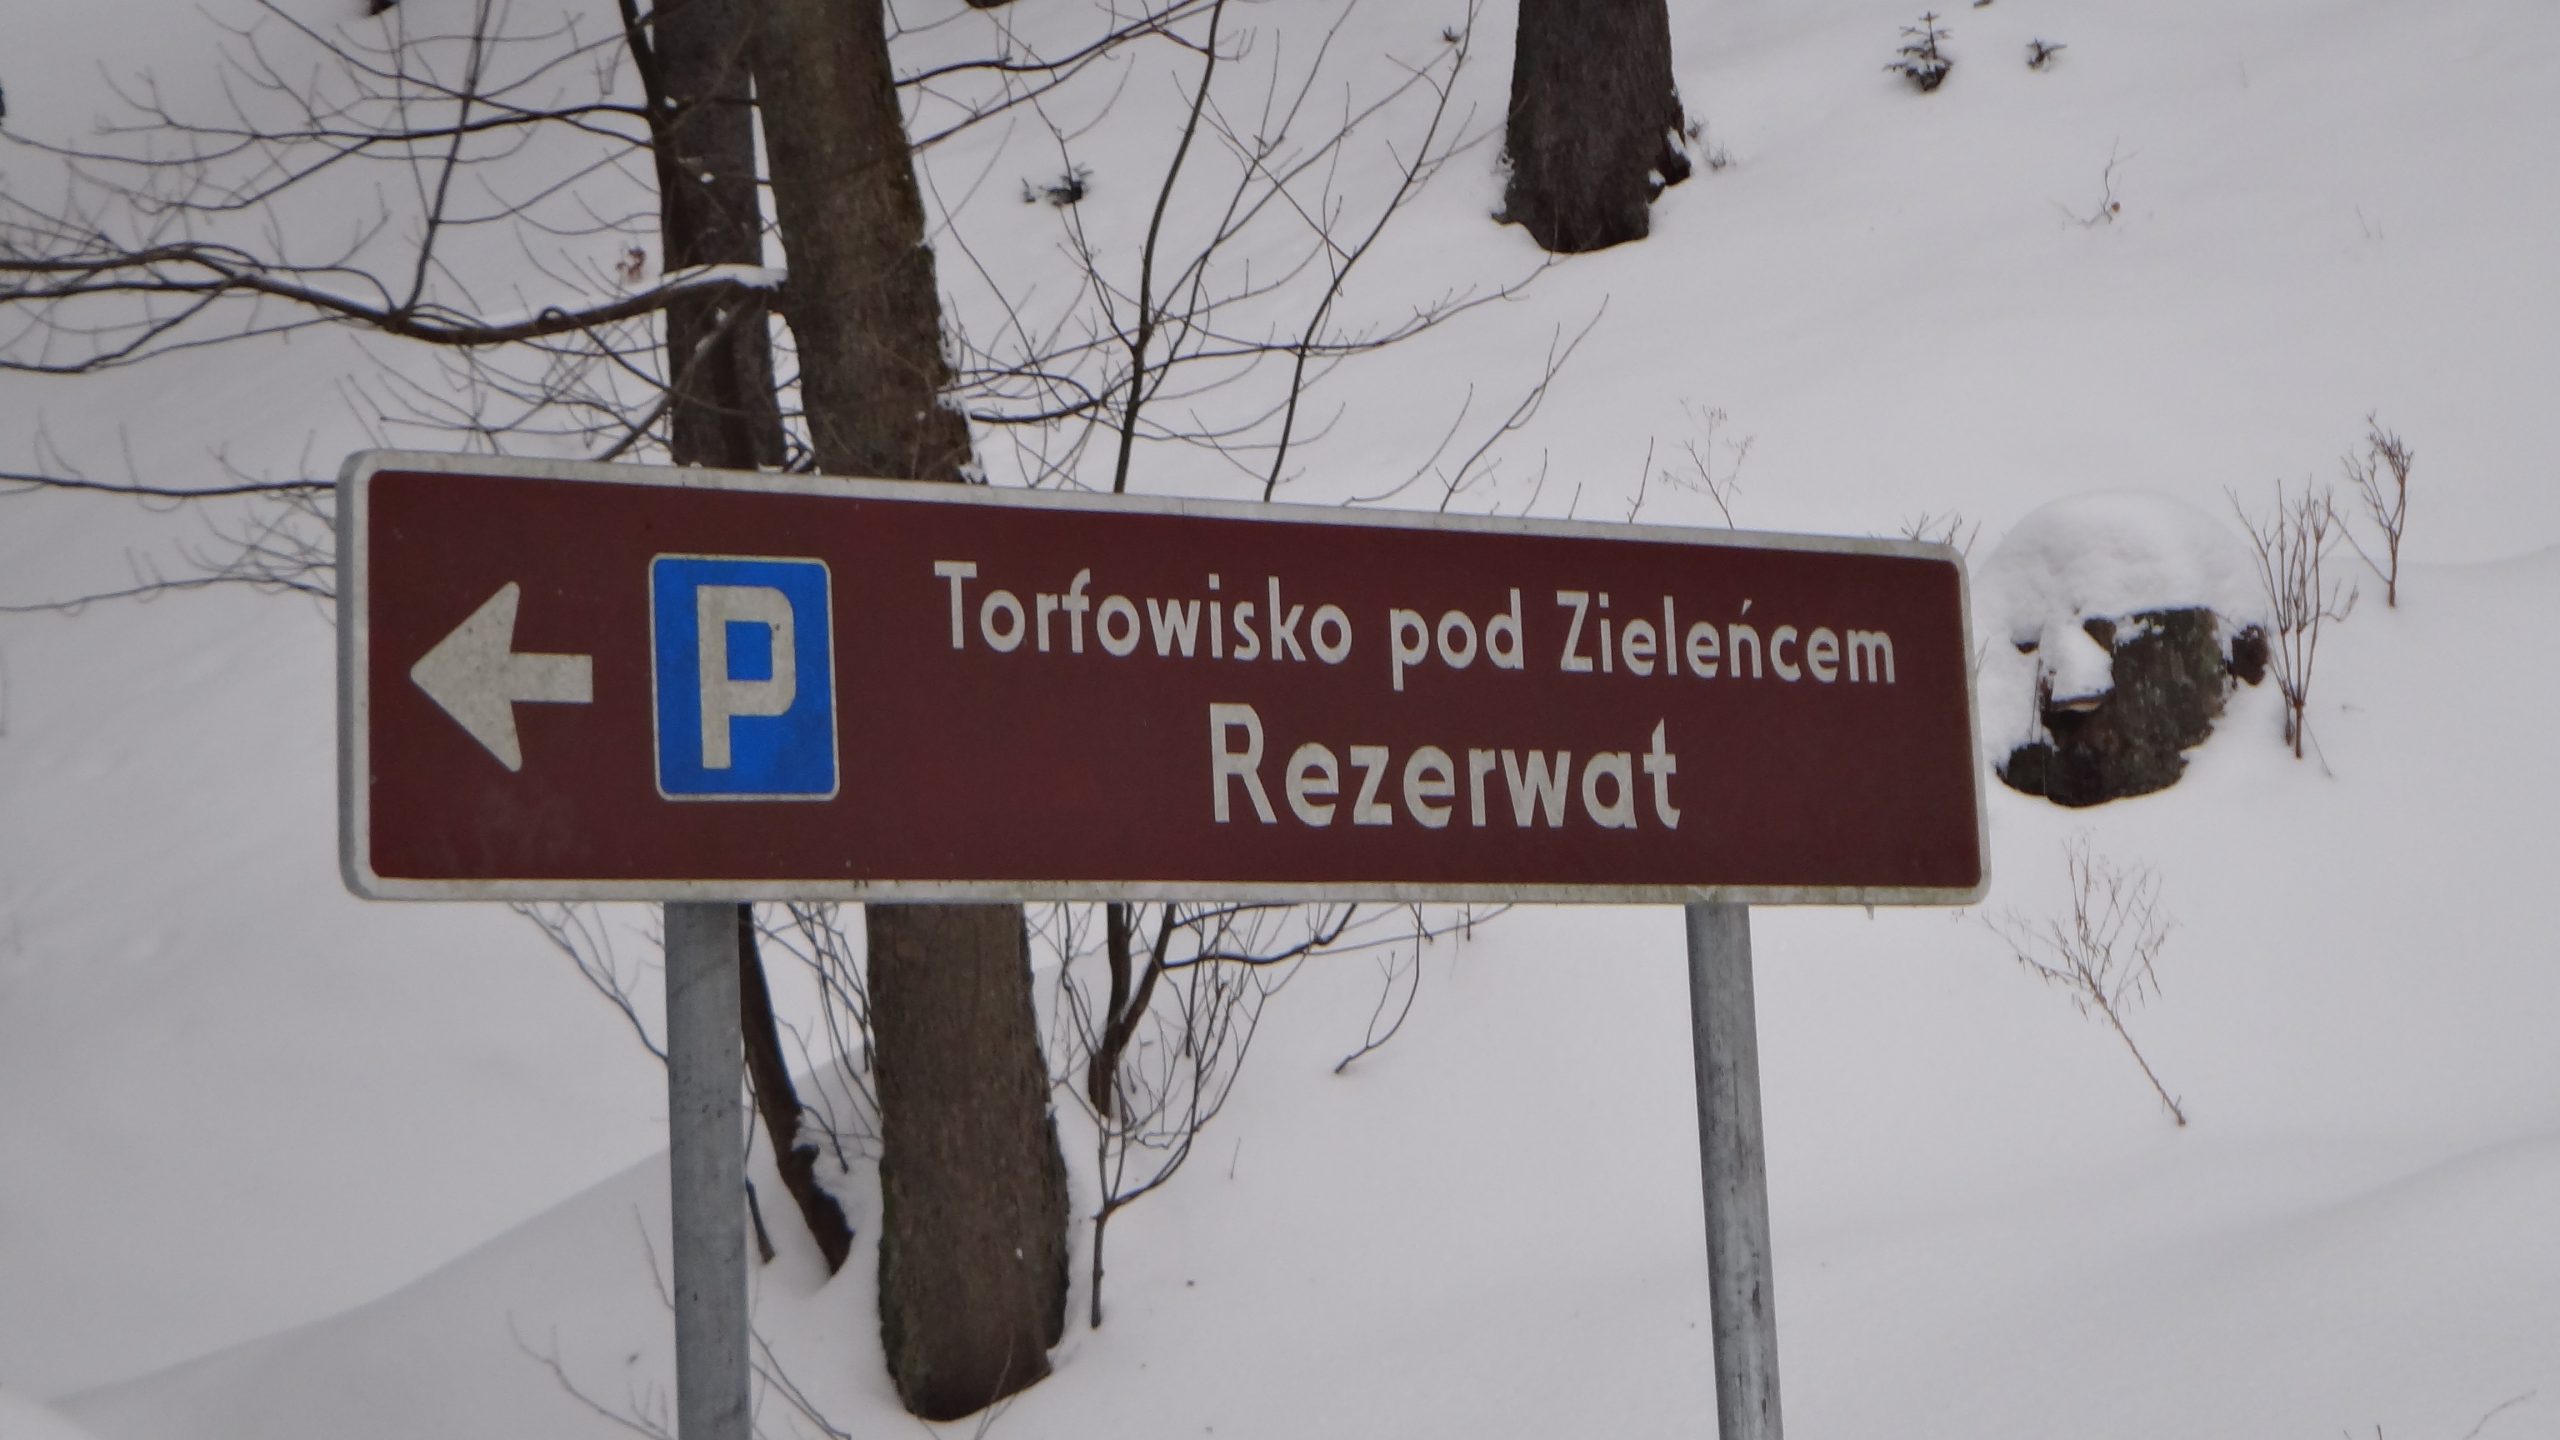 P
Torfowisko pod Zieleńcem
Rezerwat